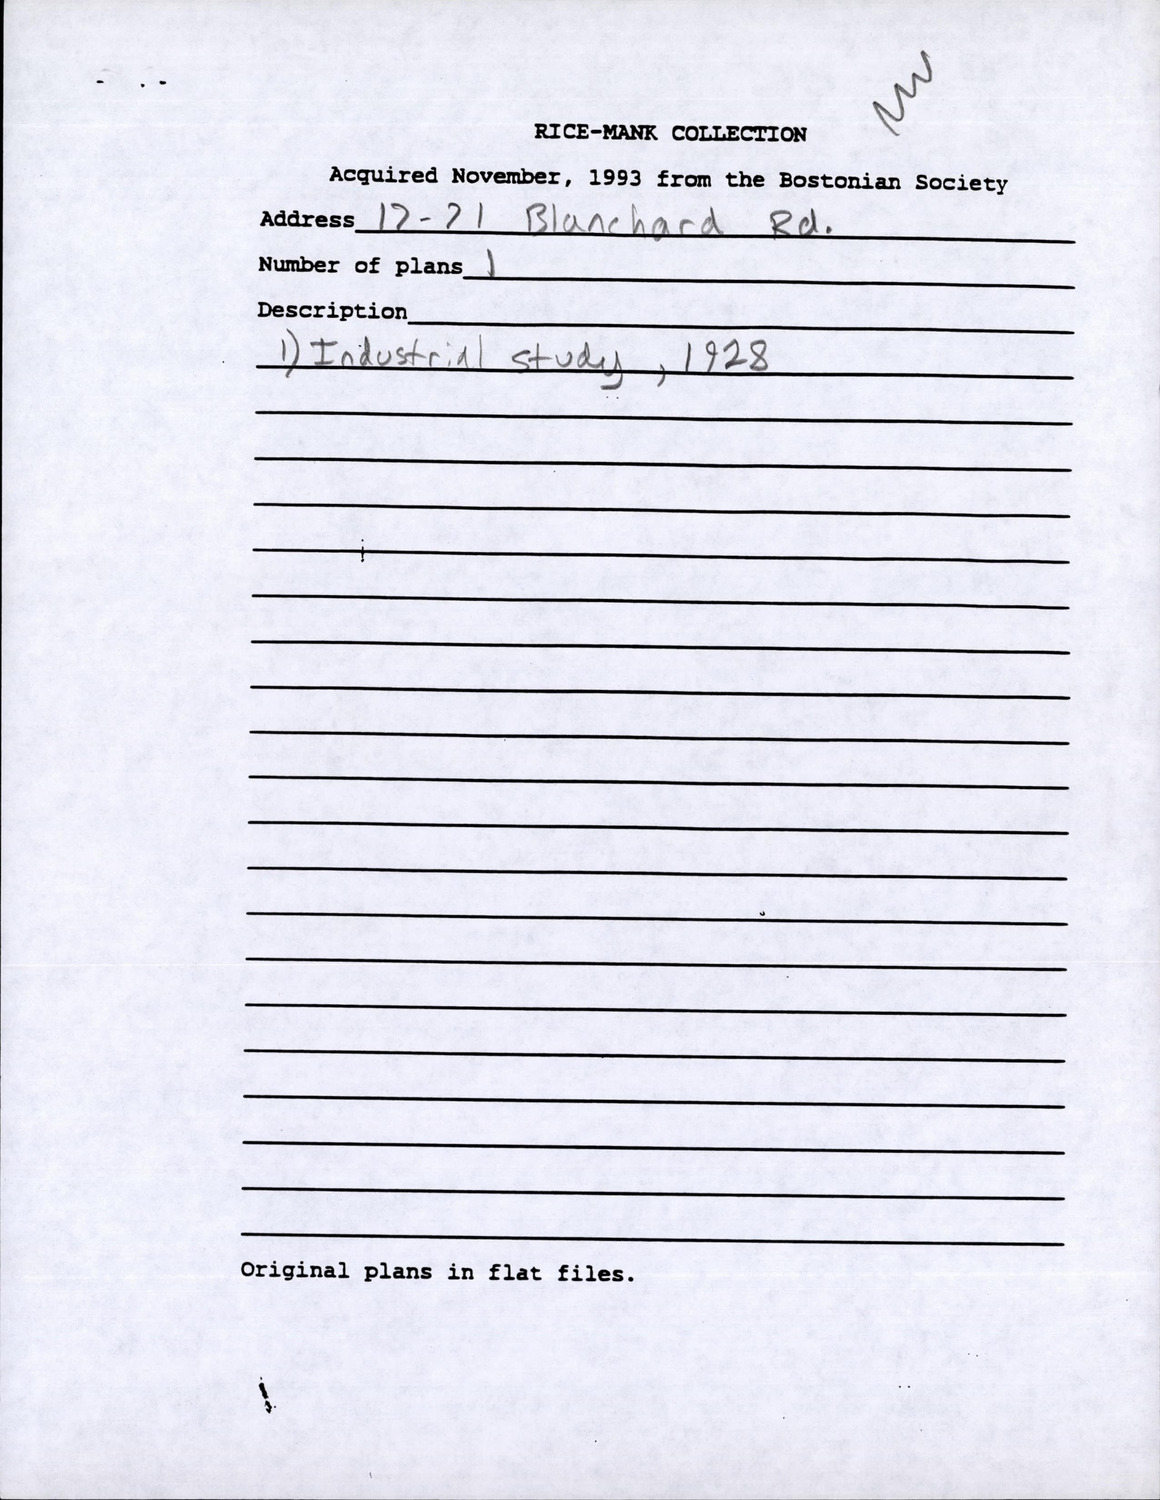 RICE-MANK COLLECTION
Acquired November, 1993 from the Bostonian Society
Address 17-71 Blanchard Rd.
Number of plans 1
Description
1) Industrial study, 1928
Original plans in flat files.